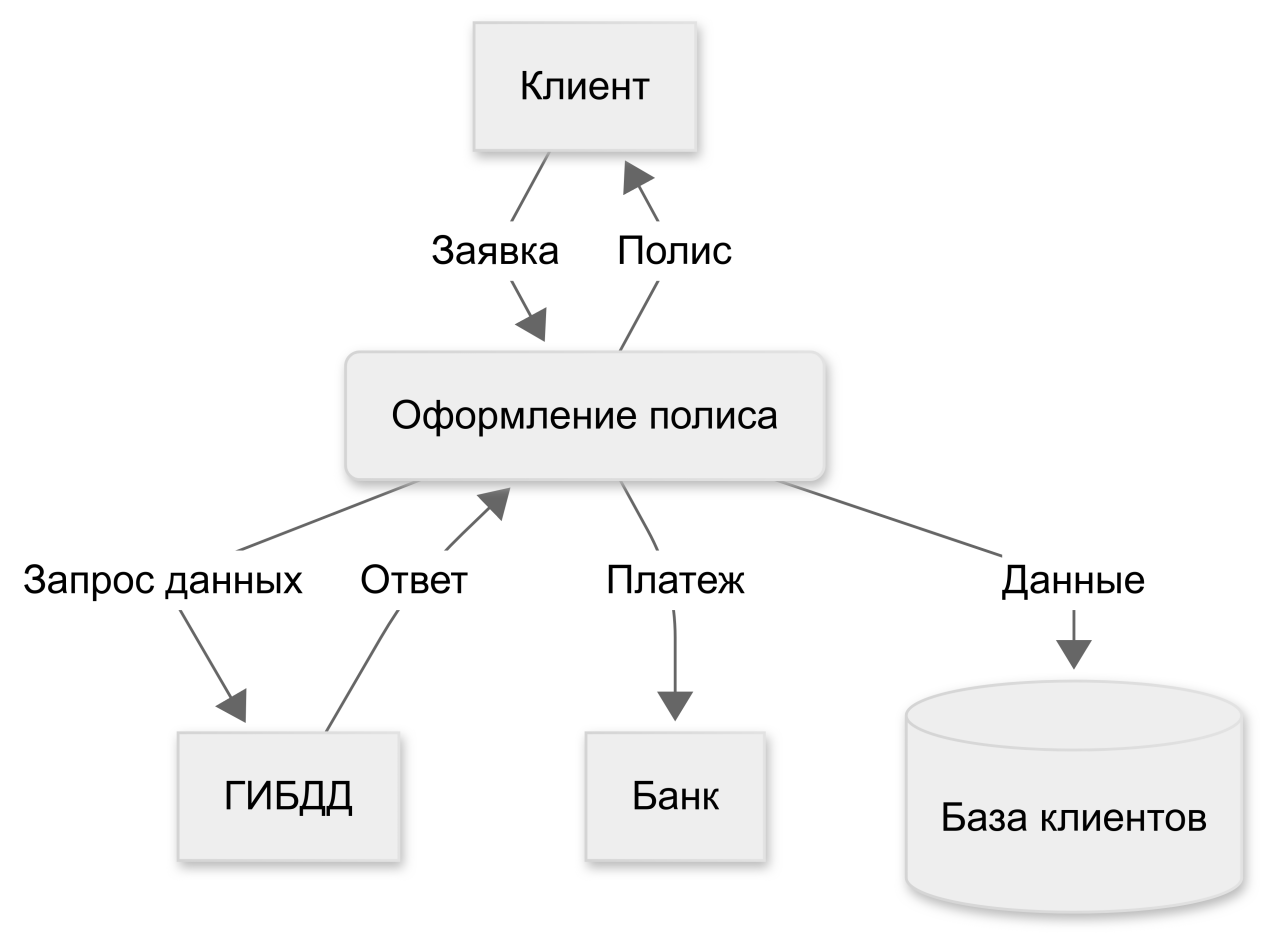 Клиент
Заявка
Полис
Оформление полиса
Запрос данных
Ответ
Платеж
Данные
ГИБДД
Банк
База клиентов